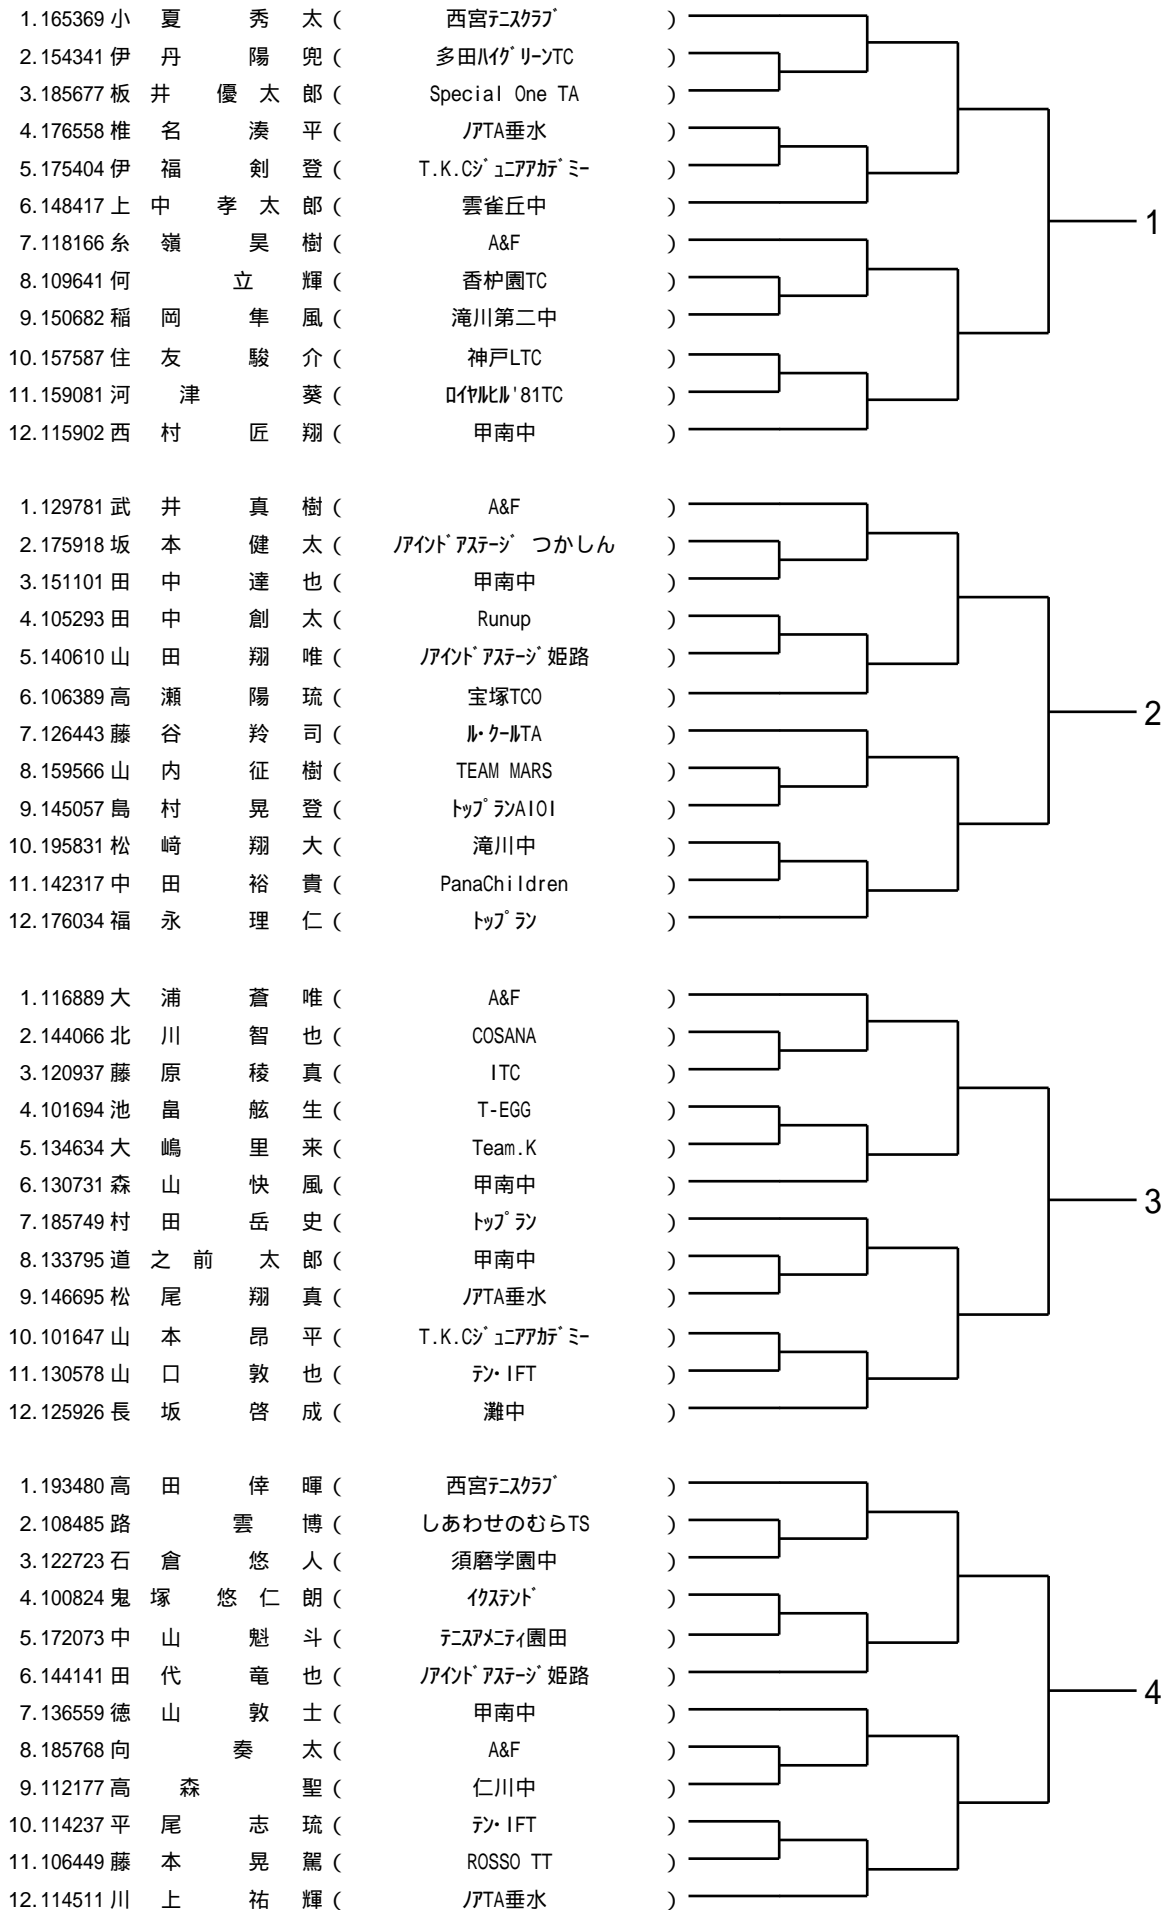 1.165369 小夏 秀太 ( 西宮ﾃﾆｽｸﾗﾌﾞ )
2.154341 伊丹 陽兜 ( 多田ﾊｲｸﾞﾘｰﾝTC )
3.185677 板井 優太郎 ( Special One TA )
4.176558 椎名 湊平 ( ﾉｱTA垂水 )
5.175404 伊福 剣登 ( T.K.Cｼﾞｭﾆｱｱｶﾃﾞﾐｰ )
6.148417 上中 孝太郎 ( 雲雀丘中 )
7.118166 糸嶺 昊樹 ( A&F )
8.109641 何 立輝 ( 香枦園TC )
9.150682 稲岡 隼風 ( 滝川第二中 )
10.157587 住友 駿介 ( 神戸LTC )
11.159081 河津 葵 ( ﾛｲﾔﾙﾋﾙ'81TC )
12.115902 西村 匠翔 ( 甲南中 )
1
1.129781 武井 真樹 ( A&F )
2.175918 坂本 健太 ( ﾉｱｲﾝﾄﾞｱｽﾃｰｼﾞ つかしん )
3.151101 田中 達也 ( 甲南中 )
4.105293 田中 創太 ( Runup )
5.140610 山田 翔唯 ( ﾉｱｲﾝﾄﾞｱｽﾃｰｼﾞ姫路 )
6.106389 高瀬 陽琉 ( 宝塚TCO )
7.126443 藤谷 羚司 ( ﾙ･ｸｰﾙTA )
8.159566 山内 征樹 ( TEAM MARS )
9.145057 島村 晃登 ( ﾄｯﾌﾟﾗﾝAIOI )
10.195831 松﨑 翔大 ( 滝川中 )
11.142317 中田 裕貴 ( PanaChildren )
12.176034 福永 理仁 ( ﾄｯﾌﾟﾗﾝ )
2
1.116889 大浦 蒼唯 ( A&F )
2.144066 北川 智也 ( COSANA )
3.120937 藤原 稜真 ( ITC )
4.101694 池畠 舷生 ( T-EGG )
5.134634 大嶋 里来 ( Team.K )
6.130731 森山 快風 ( 甲南中 )
7.185749 村田 岳史 ( ﾄｯﾌﾟﾗﾝ )
8.133795 道之前 太郎 ( 甲南中 )
9.146695 松尾 翔真 ( ﾉｱTA垂水 )
10.101647 山本 昂平 ( T.K.Cｼﾞｭﾆｱｱｶﾃﾞﾐｰ )
11.130578 山口 敦也 ( ﾃﾝ･IFT )
12.125926 長坂 啓成 ( 灘中 )
3
1.193480 高田 倖暉 ( 西宮ﾃﾆｽｸﾗﾌﾞ )
2.108485 路 雲博 ( しあわせのむらTS )
3.122723 石倉 悠人 ( 須磨学園中 )
4.100824 鬼塚 悠仁朗 ( ｲｸｽﾃﾝﾄﾞ )
5.172073 中山 魁斗 ( ﾃﾆｽｱﾒﾆﾃｨ園田 )
6.144141 田代 竜也 ( ﾉｱｲﾝﾄﾞｱｽﾃｰｼﾞ姫路 )
7.136559 徳山 敦士 ( 甲南中 )
8.185768 向 奏太 ( A&F )
9.112177 高森 聖 ( 仁川中 )
10.114237 平尾 志琉 ( ﾃﾝ･IFT )
11.106449 藤本 晃駕 ( ROSSO TT )
12.114511 川上 祐輝 ( ﾉｱTA垂水 )
4